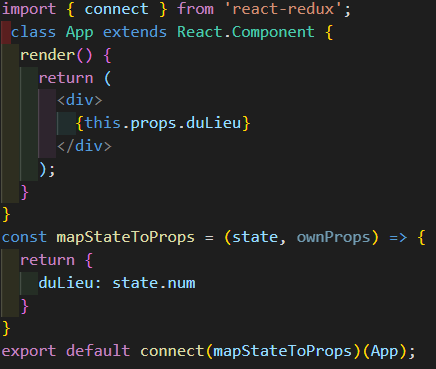 import { connect } from 'react-redux';
class App extends React.Component {
render() {
return (
<div>
{this.props.duLieu}
</div>
);
}
}
const mapStateToProps = (state, ownProps) => {
return {
duLieu: state.num
}
}
export default connect(mapStateToProps)(App);